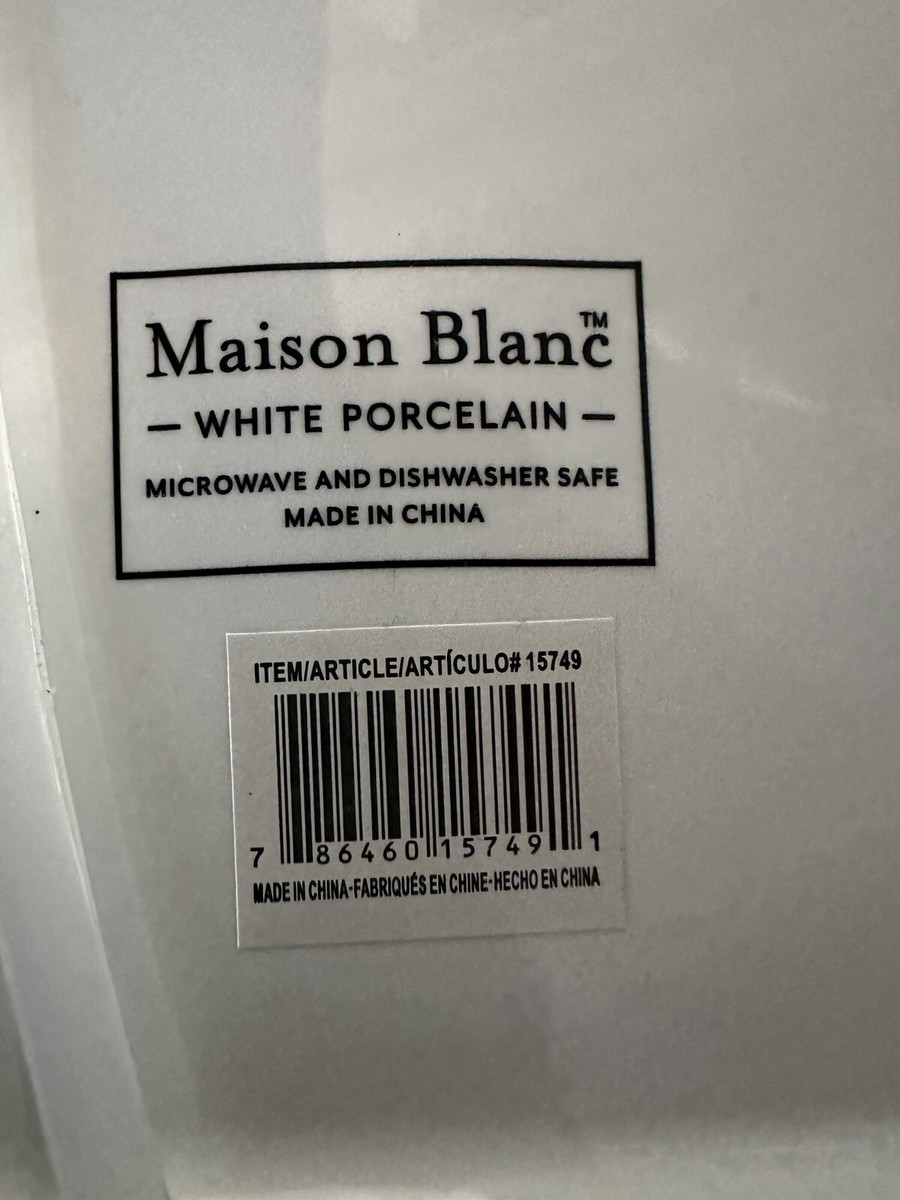 Maison Blanc™
— WHITE PORCELAIN —
MICROWAVE AND DISHWASHER SAFE
MADE IN CHINA
ITEM/ARTICLE/ARTÍCULO# 15749
7 86460 15749 1
MADE IN CHINA-FABRIQUÉS EN CHINE-HECHO EN CHINA